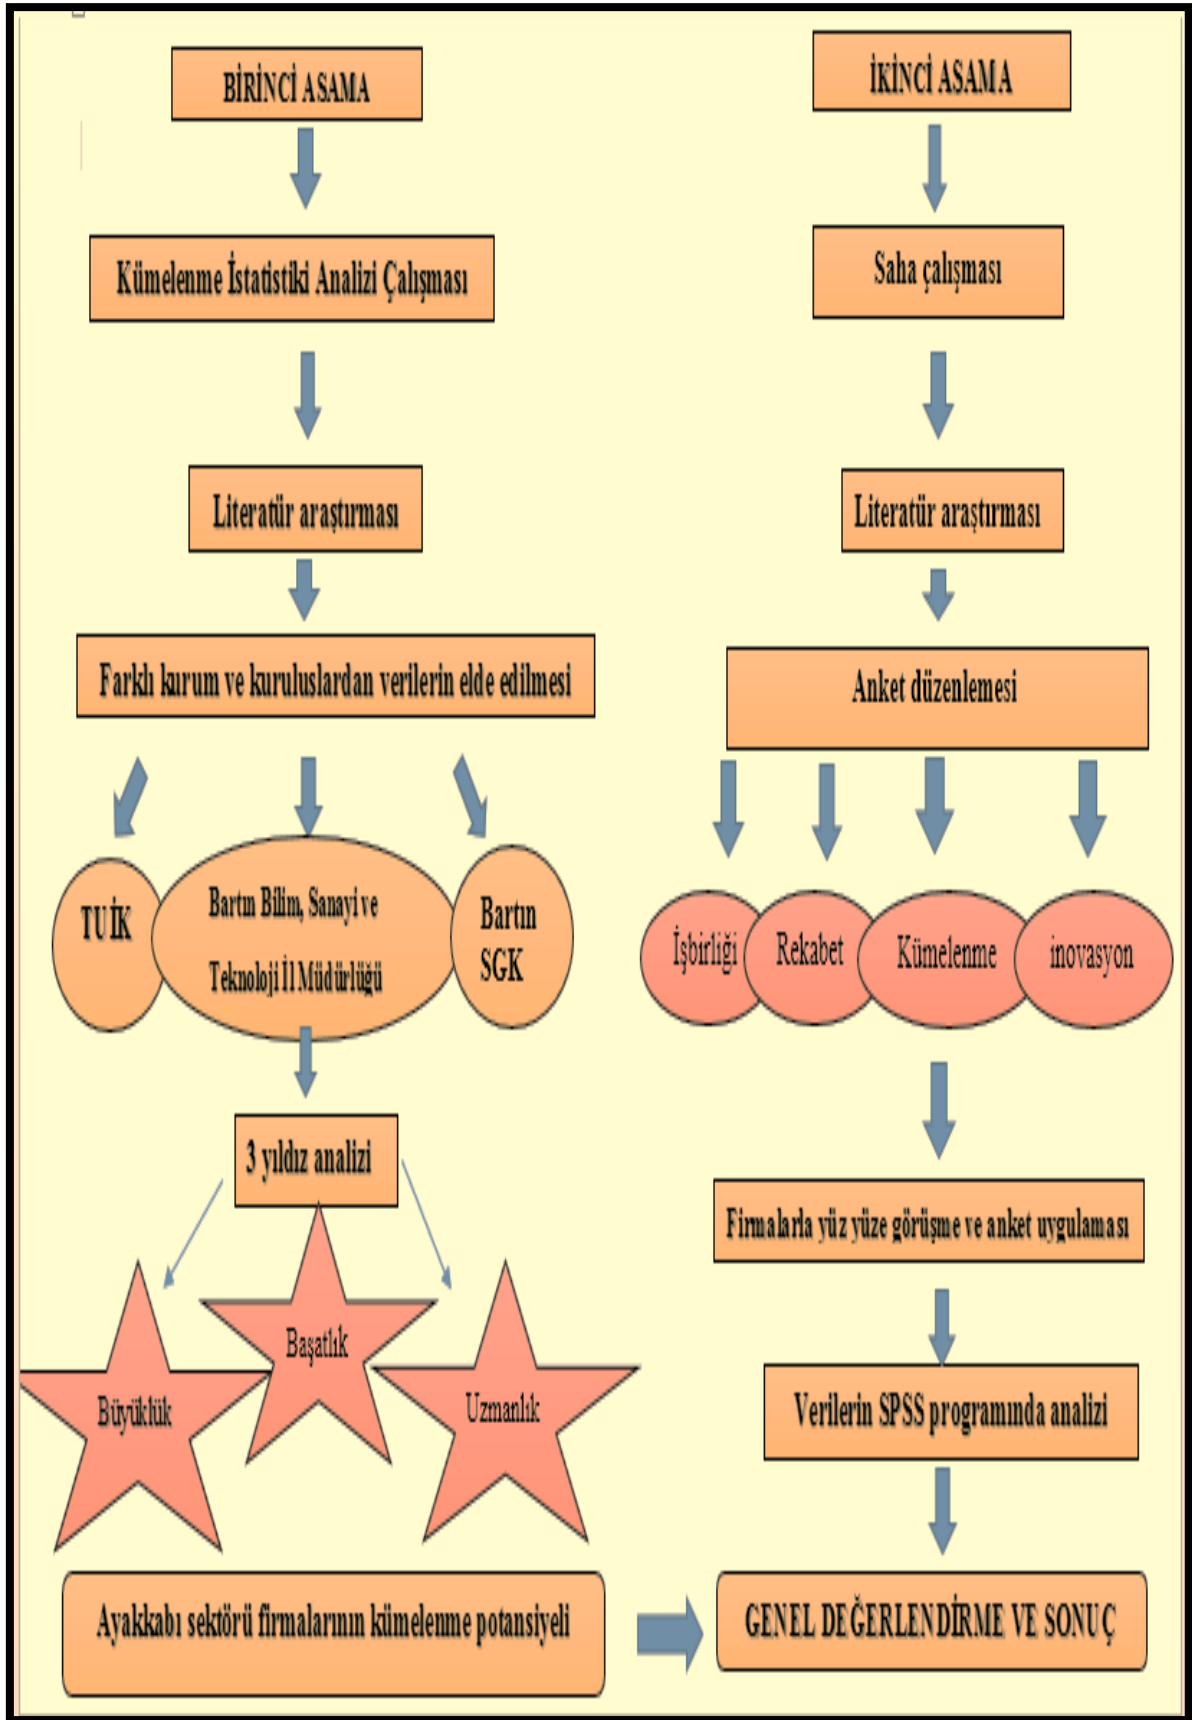 BİRİNCİ ASAMA
Kümelenme İstatistiki Analizi Çalışması
Literatür araştırması
Farklı kurum ve kuruluslardan verilerin elde edilmesi
TUİK
Bartın Bilim, Sanayi ve
Teknoloji İl Müdürlüğü
Bartın
SGK
3 yıldız analizi
Büyüklük
Başatlık
Uzmanlık
Ayakkabı sektörü firmalarının kümelenme potansiyeli
İKİNCİ ASAMA
Saha çalışması
Literatür araştırması
Anket düzenlemesi
İşbirliği
Rekabet
Kümelenme
inovasyon
Firmalarla yüz yüze görüşme ve anket uygulaması
Verilerin SPSS programında analizi
GENEL DEĞERLENDİRME VE SONUÇ